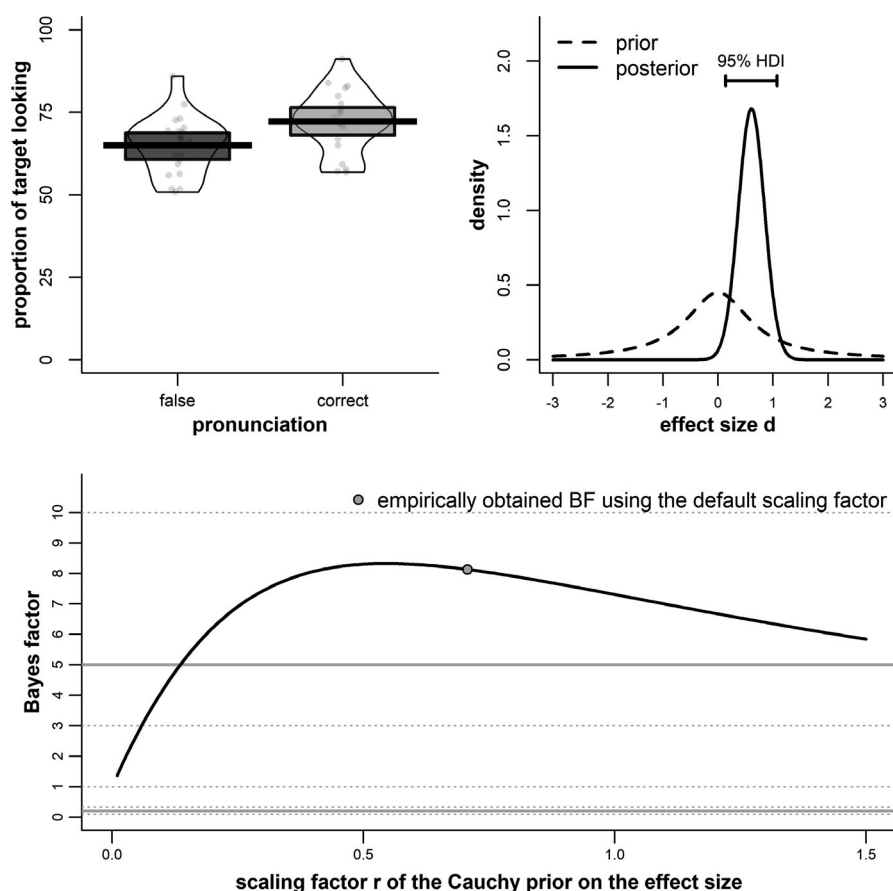 proportion of target looking
100
75
50
25
0
false
correct
pronunciation
density
2.0
1.5
1.0
0.5
0.0
prior
posterior
95% HDI
-3
-2
-1
0
1
2
3
effect size d
Bayes factor
10
9
8
7
6
5
4
3
2
1
0
empirically obtained BF using the default scaling factor
0.0
0.5
1.0
1.5
scaling factor r of the Cauchy prior on the effect size